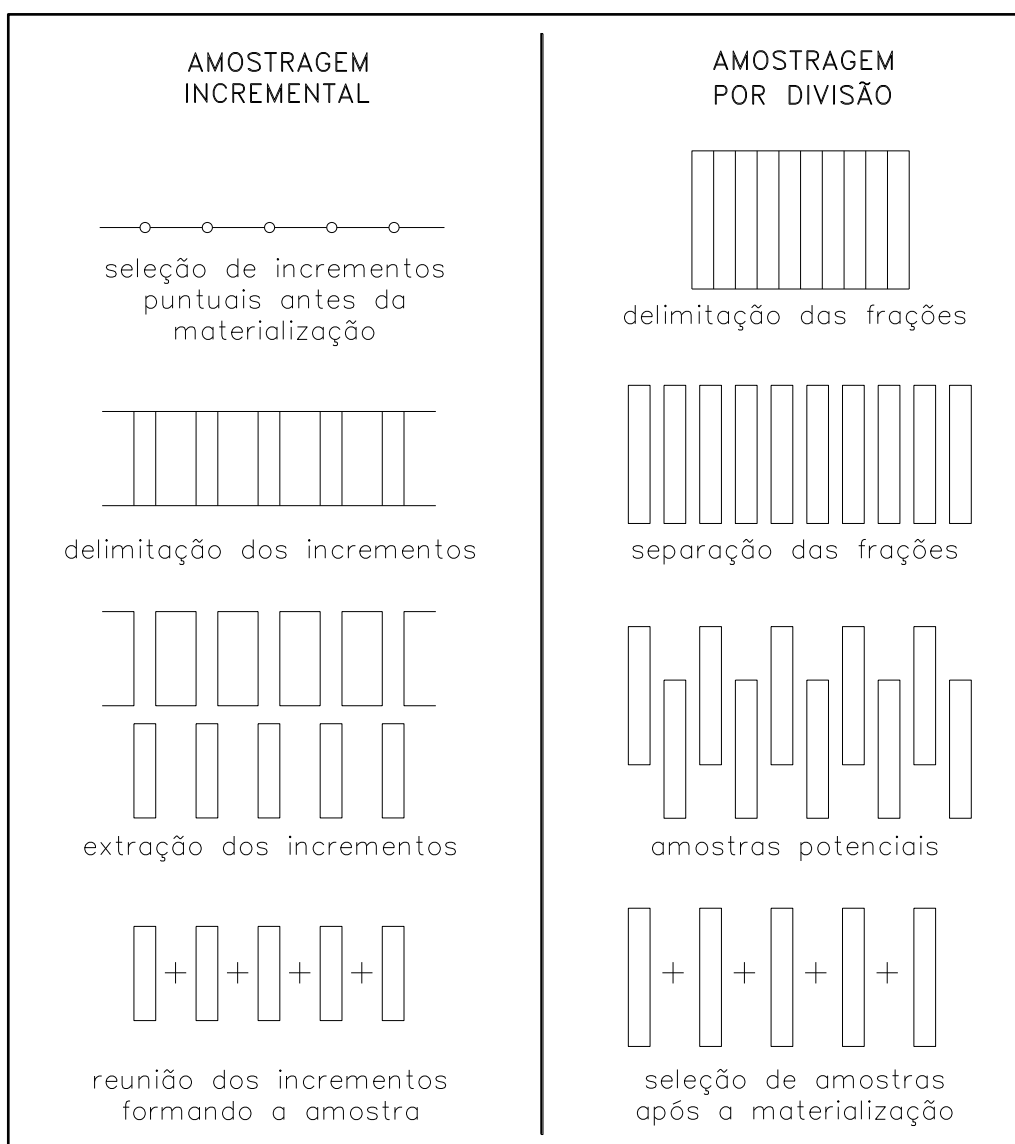 AMOSTRAGEM
INCREMENTAL
seleção de incrementos
puntuais antes da
materialização
delimitação dos incrementos
extração dos incrementos
+ + + +
reunião dos incrementos
formando a amostra
AMOSTRAGEM
POR DIVISÃO
delimitação das frações
separação das frações
amostras potenciais
+ + + +
seleção de amostras
após a materialização